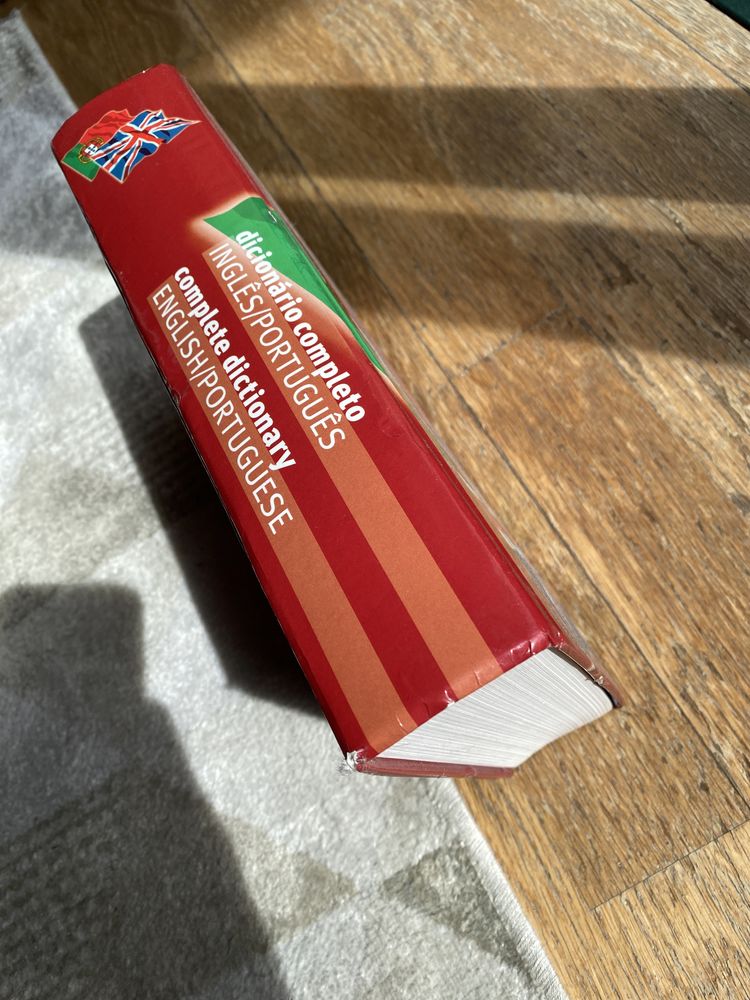 dicionário completo
INGLÊS/PORTUGUÊS
complete dictionary
ENGLISH/PORTUGUESE